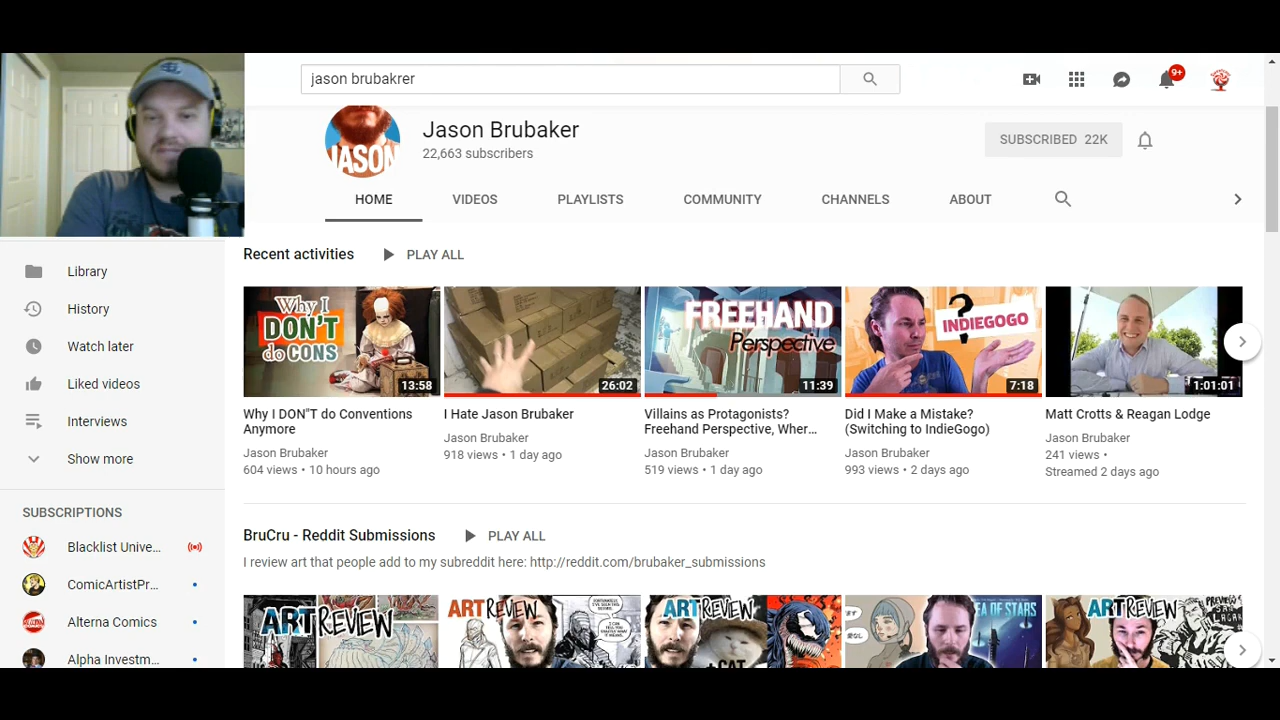 jason brubakrer
9+
JASON
Jason Brubaker
22,663 subscribers
SUBSCRIBED 22K
HOME
VIDEOS
PLAYLISTS
COMMUNITY
CHANNELS
ABOUT
Library
History
Watch later
Liked videos
Interviews
Show more
SUBSCRIPTIONS
Blacklist Unive...
ComicArtistPr...
Alterna Comics
Alpha Investm...
Recent activities
PLAY ALL
Why I
DON'T
do CONS
13:58
Why I DON"T do Conventions
Anymore
Jason Brubaker
604 views • 10 hours ago
26:02
I Hate Jason Brubaker
Jason Brubaker
918 views • 1 day ago
FREEHAND
Perspective
11:39
Villains as Protagonists?
Freehand Perspective, Wher...
Jason Brubaker
519 views • 1 day ago
?
INDIEGOGO
7:18
Did I Make a Mistake?
(Switching to IndieGogo)
Jason Brubaker
993 views • 2 days ago
1:01:01
Matt Crotts & Reagan Lodge
Jason Brubaker
241 views •
Streamed 2 days ago
BruCru - Reddit Submissions
PLAY ALL
I review art that people add to my subreddit here: http://reddit.com/brubaker_submissions
ART REVIEW
ART REVIEW
ART REVIEW
+CAT
EA OF STARS
ART REVIEW